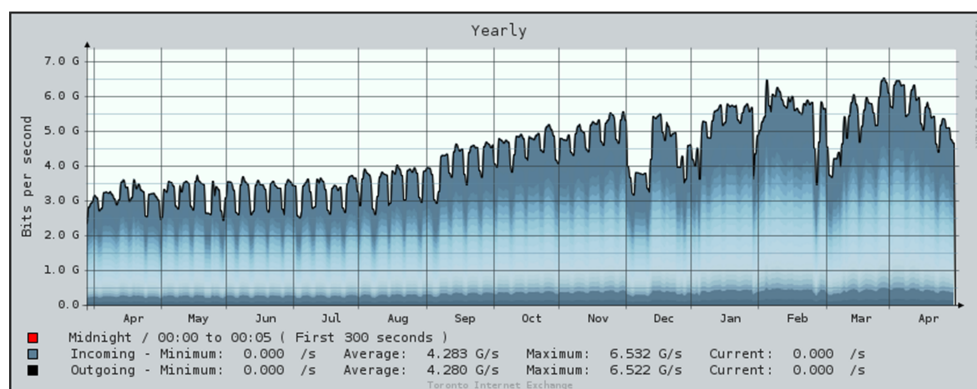 Yearly
Bits per second
7.0 G
6.0 G
5.0 G
4.0 G
3.0 G
2.0 G
1.0 G
0.0
Apr May Jun Jul Aug Sep Oct Nov Dec Jan Feb Mar Apr
Midnight / 00:00 to 00:05 ( First 300 seconds )
Incoming - Minimum: 0.000 /s Average: 4.283 G/s Maximum: 6.532 G/s Current: 0.000 /s
Outgoing - Minimum: 0.000 /s Average: 4.280 G/s Maximum: 6.522 G/s Current: 0.000 /s
Toronto Internet Exchange